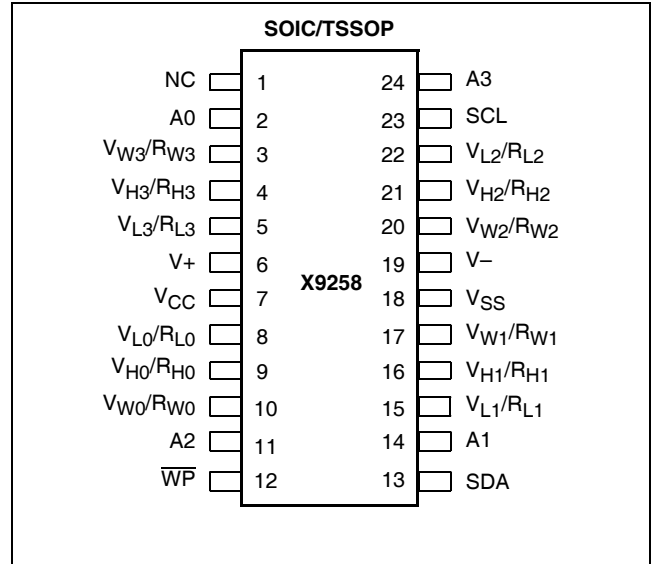 SOIC/TSSOP
NC 1 24 A3
A0 2 23 SCL
VW3/RW3 3 22 VL2/RL2
VH3/RH3 4 21 VH2/RH2
VL3/RL3 5 20 VW2/RW2
V+ 6 19 V–
X9258
VCC 7 18 VSS
VL0/RL0 8 17 VW1/RW1
VH0/RH0 9 16 VH1/RH1
VW0/RW0 10 15 VL1/RL1
A2 11 14 A1
W̅P̅ 12 13 SDA